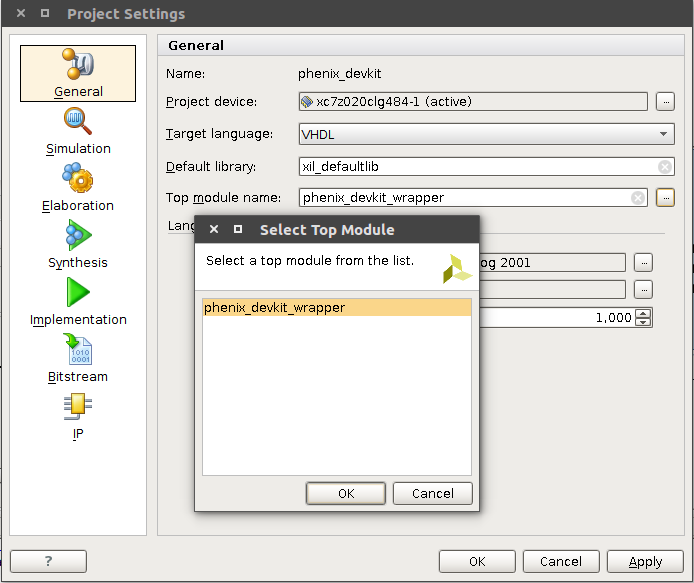 Project Settings
General
Simulation
Elaboration
Synthesis
Implementation
1010
0001
Bitstream
IP
General
Name: phenix_devkit
Project device: xc7z020clg484-1 (active) ...
Target language: VHDL
Default library: xil_defaultlib
Top module name: phenix_devkit_wrapper ...
og 2001 ...
...
1,000
Select Top Module
Select a top module from the list.
phenix_devkit_wrapper
OK Cancel
? OK Cancel Apply